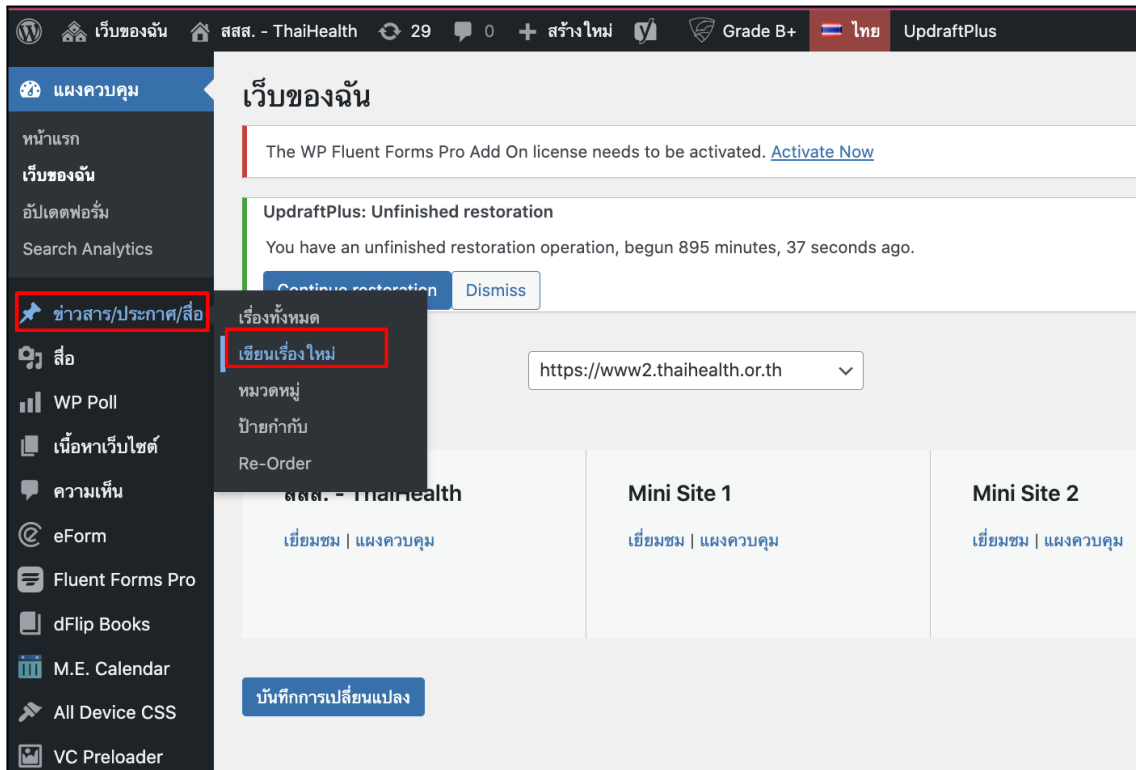 เว็บของฉัน สสส. - ThaiHealth 29 0 สร้างใหม่ Grade B+ ไทย UpdraftPlus
แผงควบคุม
หน้าแรก
เว็บของฉัน
อัปเดตฟอรั่ม
Search Analytics
ข่าวสาร/ประกาศ/สื่อ
สื่อ
WP Poll
เนื้อหาเว็บไซต์
ความเห็น
eForm
Fluent Forms Pro
dFlip Books
M.E. Calendar
All Device CSS
VC Preloader
เรื่องทั้งหมด
เขียนเรื่องใหม่
หมวดหมู่
ป้ายกำกับ
Re-Order
เว็บของฉัน
The WP Fluent Forms Pro Add On license needs to be activated. Activate Now
UpdraftPlus: Unfinished restoration
You have an unfinished restoration operation, begun 895 minutes, 37 seconds ago.
Continue restoration Dismiss
https://www2.thaihealth.or.th
สสส. - ThaiHealth Mini Site 1 Mini Site 2
เยี่ยมชม | แผงควบคุม เยี่ยมชม | แผงควบคุม เยี่ยมชม | แผงควบคุม
บันทึกการเปลี่ยนแปลง